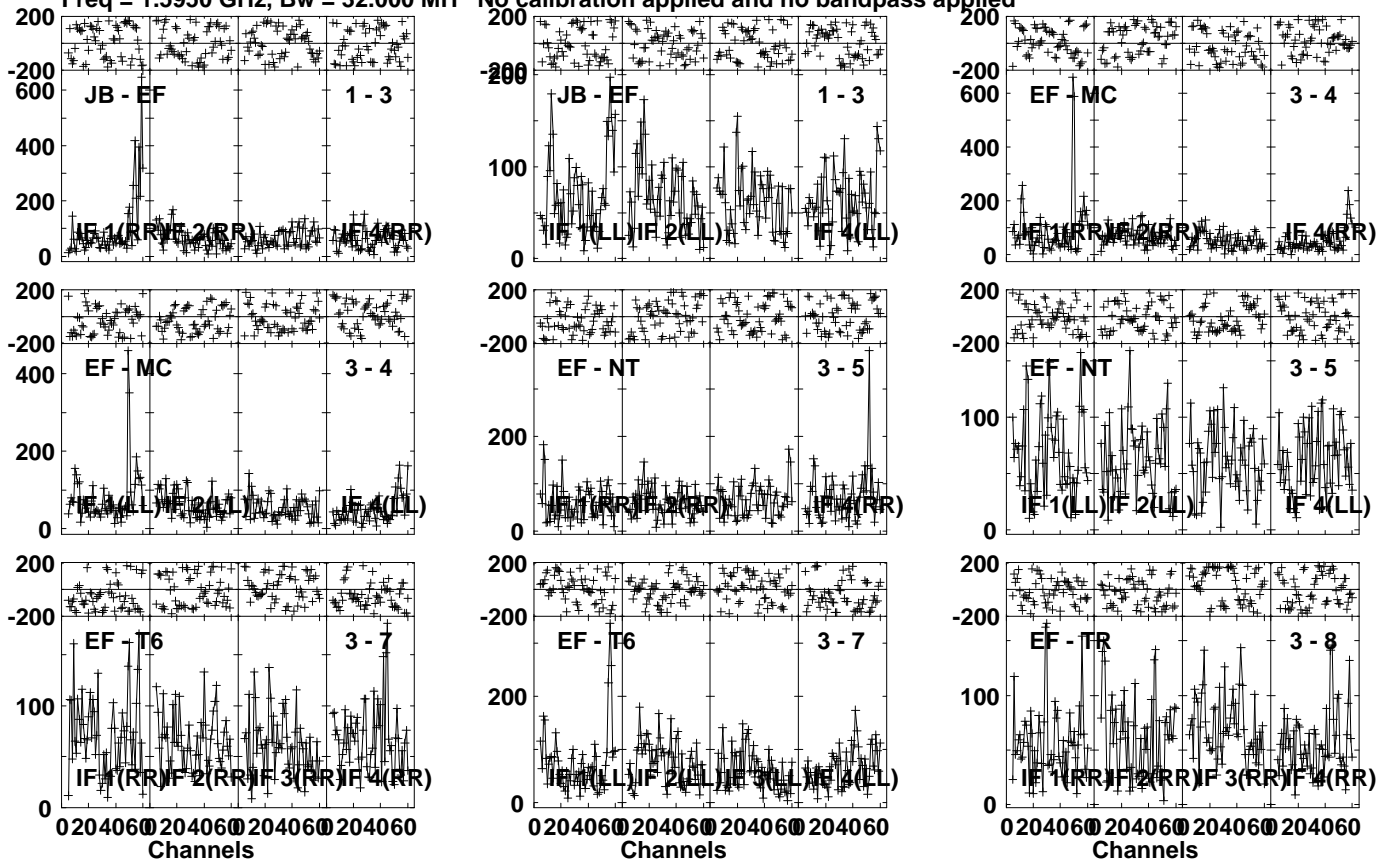 Freq = 1.5950 GHz, Bw = 32.000 MH No calibration applied and no bandpass applied
200 200 200
-200 -200 -200
600 JB - EF 1 - 3 200 JB - EF 1 - 3 600 EF - MC 3 - 4
400 100 400
200 200
IF 1(RR) IF 2(RR) IF 4(RR) IF 1(LL) IF 2(LL) IF 4(LL) IF 1(RR) IF 2(RR) IF 4(RR)
0 0 0
200 200 200
-200 -200 -200
EF - MC 3 - 4 EF - NT 3 - 5 EF - NT 3 - 5
400 200 100
200
IF 1(LL) IF 2(LL) IF 4(LL) IF 1(RR) IF 2(RR) IF 4(RR) IF 1(LL) IF 2(LL) IF 4(LL)
0 0 0
200 200 200
-200 -200 -200
EF - T6 3 - 7 EF - T6 3 - 7 EF - TR 3 - 8
100 200 100
IF 1(RR) IF 2(RR) IF 3(RR) IF 4(RR) IF 1(LL) IF 2(LL) IF 3(LL) IF 4(LL) IF 1(RR) IF 2(RR) IF 3(RR) IF 4(RR)
0 0 0
0 20 40 60 0 20 40 60 0 20 40 60 0 20 40 60 0 20 40 60 0 20 40 60 0 20 40 60 0 20 40 60 0 20 40 60 0 20 40 60 0 20 40 60 0 20 40 60
Channels Channels Channels